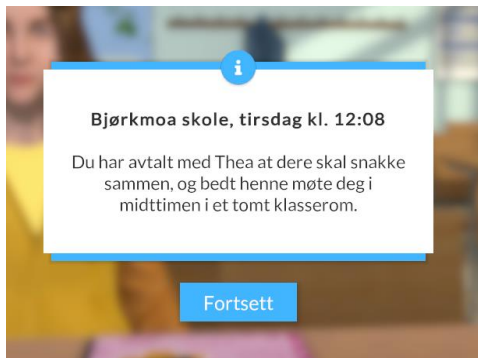 Bjørkmoa skole, tirsdag kl. 12:08
Du har avtalt med Thea at dere skal snakke
sammen, og bedt henne møte deg i
midttimen i et tomt klasserom.
Fortsett